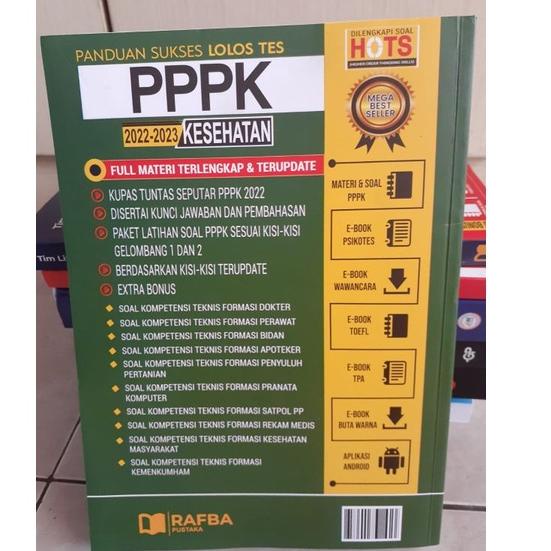 PANDUAN SUKSES LOLOS TES
PPPK
2022-2023 KESEHATAN
FULL MATERI TERLENGKAP & TERUPDATE
KUPAS TUNTAS SEPUTAR PPPK 2022
DISERTAI KUNCI JAWABAN DAN PEMBAHASAN
PAKET LATIHAN SOAL PPPK SESUAI KISI-KISI
GELOMBANG 1 DAN 2
BERDASARKAN KISI-KISI TERUPDATE
EXTRA BONUS
SOAL KOMPETENSI TEKNIS FORMASI DOKTER
SOAL KOMPETENSI TEKNIS FORMASI PERAWAT
SOAL KOMPETENSI TEKNIS FORMASI BIDAN
SOAL KOMPETENSI TEKNIS FORMASI APOTEKER
SOAL KOMPETENSI TEKNIS FORMASI PENYULUH
PERTANIAN
SOAL KOMPETENSI TEKNIS FORMASI PRANATA
KOMPUTER
SOAL KOMPETENSI TEKNIS FORMASI SATPOL PP
SOAL KOMPETENSI TEKNIS FORMASI REKAM MEDIS
SOAL KOMPETENSI TEKNIS FORMASI KESEHATAN
MASYARAKAT
SOAL KOMPETENSI TEKNIS FORMASI
KEMENKUMHAM
RAFBA
PUSTAKA
DILENGKAPI SOAL
HOTS
(HIGHER ORDER THINGKING SKILLS)
MEGA
BEST
SELLER
MATERI & SOAL
PPPK
E-BOOK
PSIKOTES
E-BOOK
WAWANCARA
E-BOOK
TOEFL
E-BOOK
TPA
E-BOOK
BUTA WARNA
APLIKASI
ANDROID
Tim Li